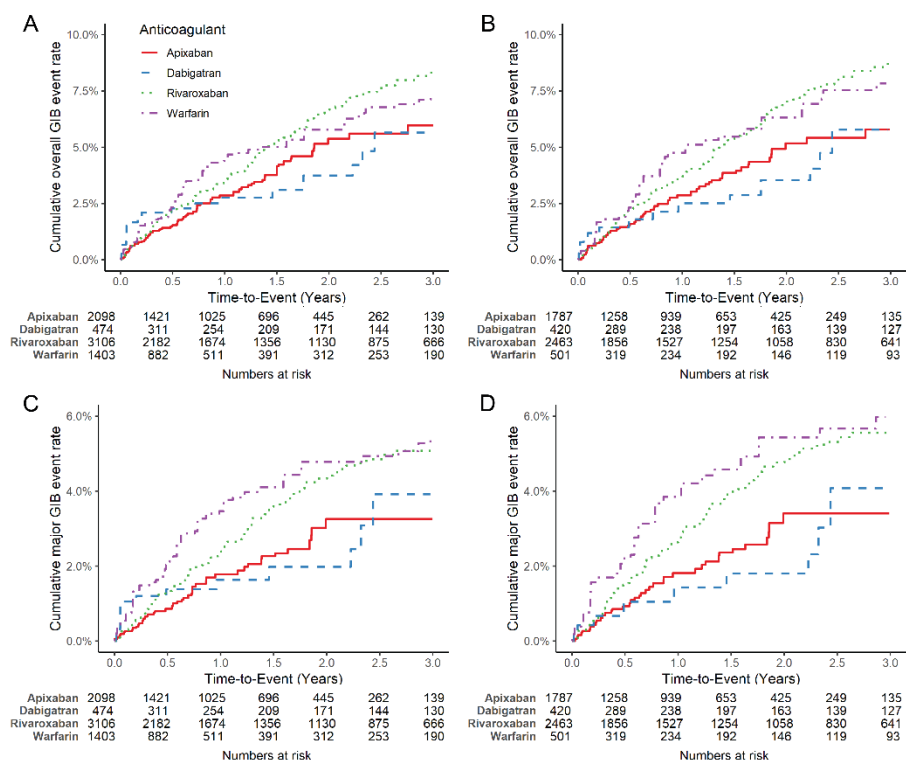 A
Anticoagulant
Apixaban
Dabigatran
Rivaroxaban
Warfarin
Cumulative overall GIB event rate
10.0%
7.5%
5.0%
2.5%
0.0%
0.0 0.5 1.0 1.5 2.0 2.5 3.0
Time-to-Event (Years)
Apixaban 2098 1421 1025 696 445 262 139
Dabigatran 474 311 254 209 171 144 130
Rivaroxaban 3106 2182 1674 1356 1130 875 666
Warfarin 1403 882 511 391 312 253 190
Numbers at risk
B
Cumulative overall GIB event rate
10.0%
7.5%
5.0%
2.5%
0.0%
0.0 0.5 1.0 1.5 2.0 2.5 3.0
Time-to-Event (Years)
Apixaban 1787 1258 939 653 425 249 135
Dabigatran 420 289 238 197 163 139 127
Rivaroxaban 2463 1856 1527 1254 1058 830 641
Warfarin 501 319 234 192 146 119 93
Numbers at risk
C
Cumulative major GIB event rate
6.0%
4.0%
2.0%
0.0%
0.0 0.5 1.0 1.5 2.0 2.5 3.0
Time-to-Event (Years)
Apixaban 2098 1421 1025 696 445 262 139
Dabigatran 474 311 254 209 171 144 130
Rivaroxaban 3106 2182 1674 1356 1130 875 666
Warfarin 1403 882 511 391 312 253 190
Numbers at risk
D
Cumulative major GIB event rate
6.0%
4.0%
2.0%
0.0%
0.0 0.5 1.0 1.5 2.0 2.5 3.0
Time-to-Event (Years)
Apixaban 1787 1258 939 653 425 249 135
Dabigatran 420 289 238 197 163 139 127
Rivaroxaban 2463 1856 1527 1254 1058 830 641
Warfarin 501 319 234 192 146 119 93
Numbers at risk